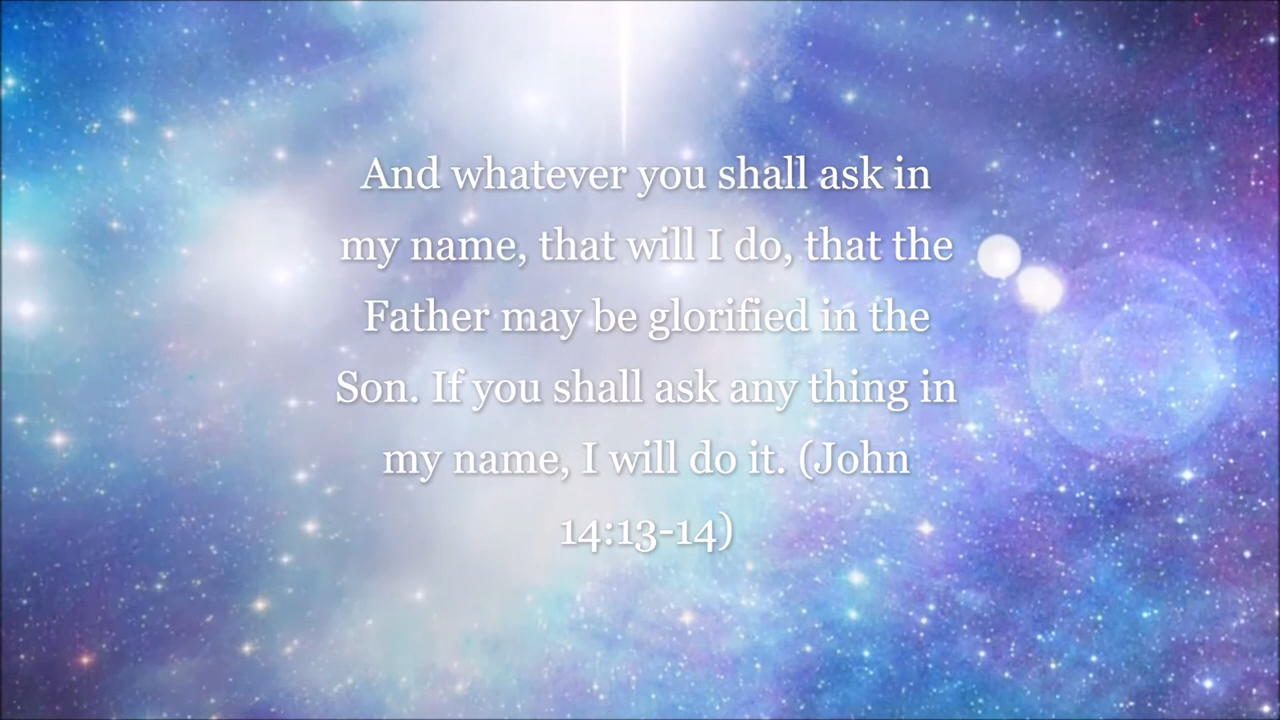 And whatever you shall ask in
my name, that will I do, that the
Father may be glorified in the
Son. If you shall ask any thing in
my name, I will do it. (John
14:13-14)